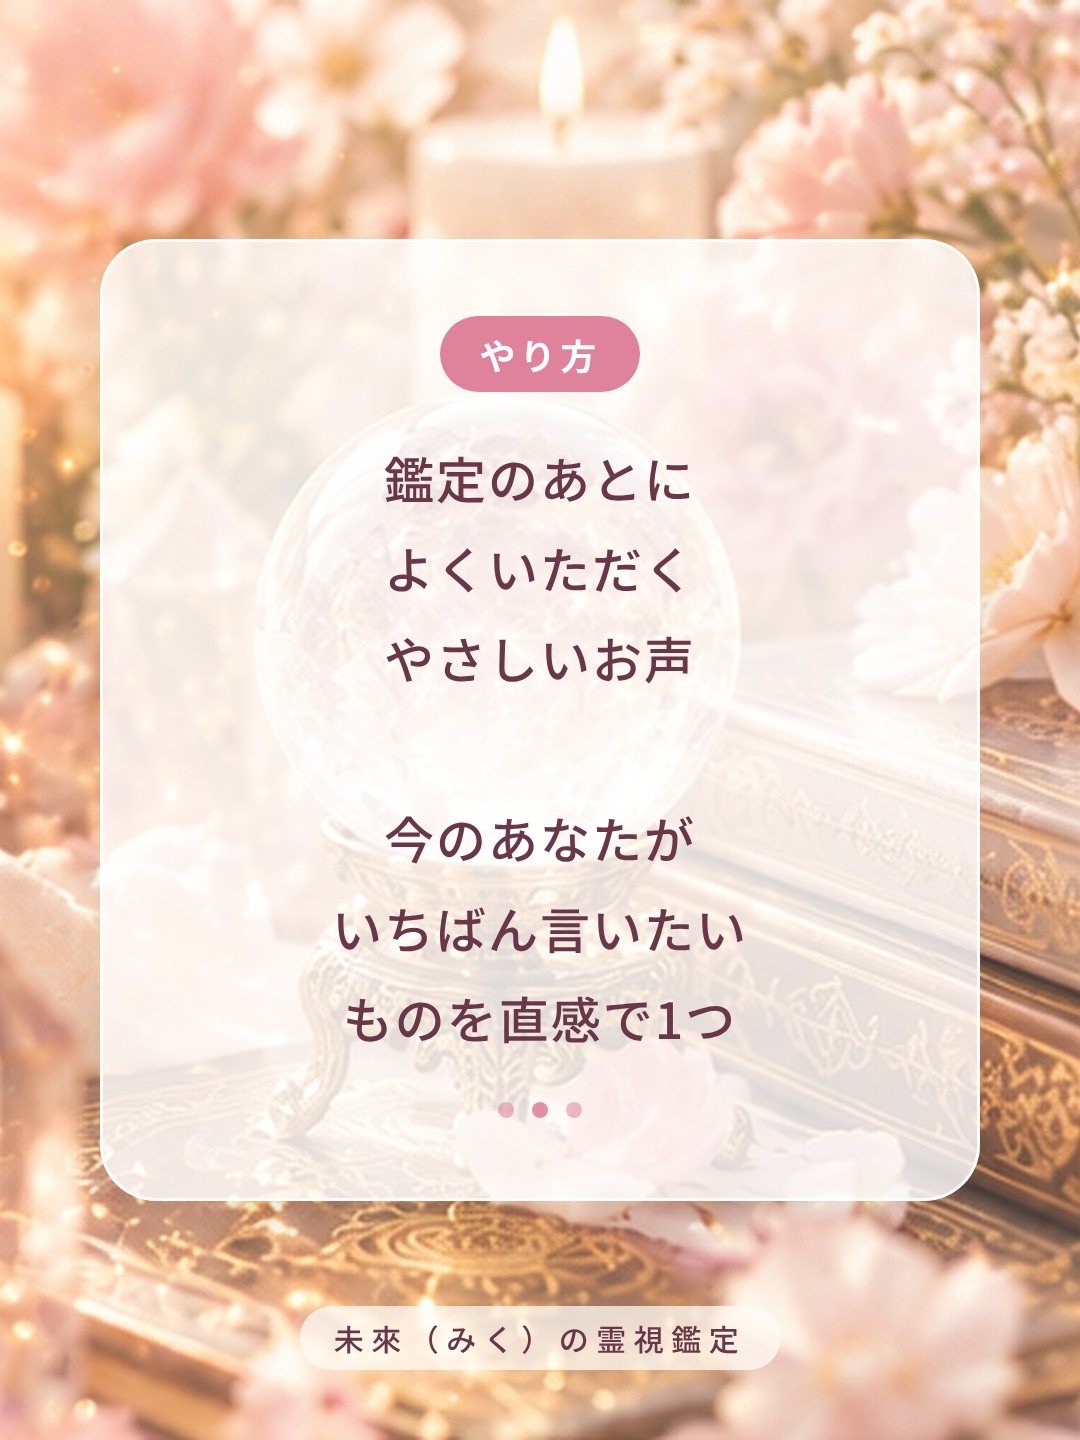 やり方
鑑定のあとに
よくいただく
やさしいお声
今のあなたが
いちばん言いたい
ものを直感で1つ
未來（みく）の霊視鑑定